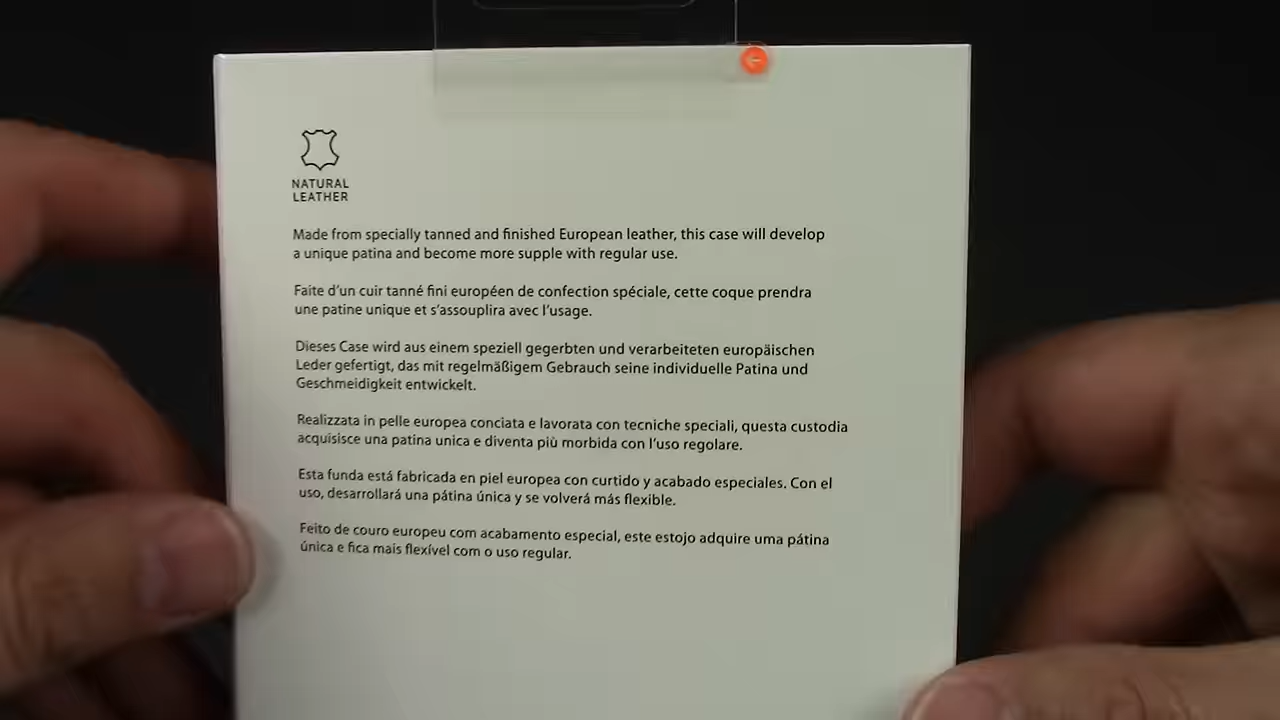 NATURAL
LEATHER
Made from specially tanned and finished European leather, this case will develop
a unique patina and become more supple with regular use.
Faite d'un cuir tanné fini européen de confection spéciale, cette coque prendra
une patine unique et s'assouplira avec l'usage.
Dieses Case wird aus einem speziell gegerbten und verarbeiteten europäischen
Leder gefertigt, das mit regelmäßigem Gebrauch seine individuelle Patina und
Geschmeidigkeit entwickelt.
Realizzata in pelle europea conciata e lavorata con tecniche speciali, questa custodia
acquisisce una patina unica e diventa più morbida con l'uso regolare.
Esta funda está fabricada en piel europea con curtido y acabado especiales. Con el
uso, desarrollará una pátina única y se volverá más flexible.
Feito de couro europeu com acabamento especial, este estojo adquire uma pátina
única e fica mais flexível com o uso regular.